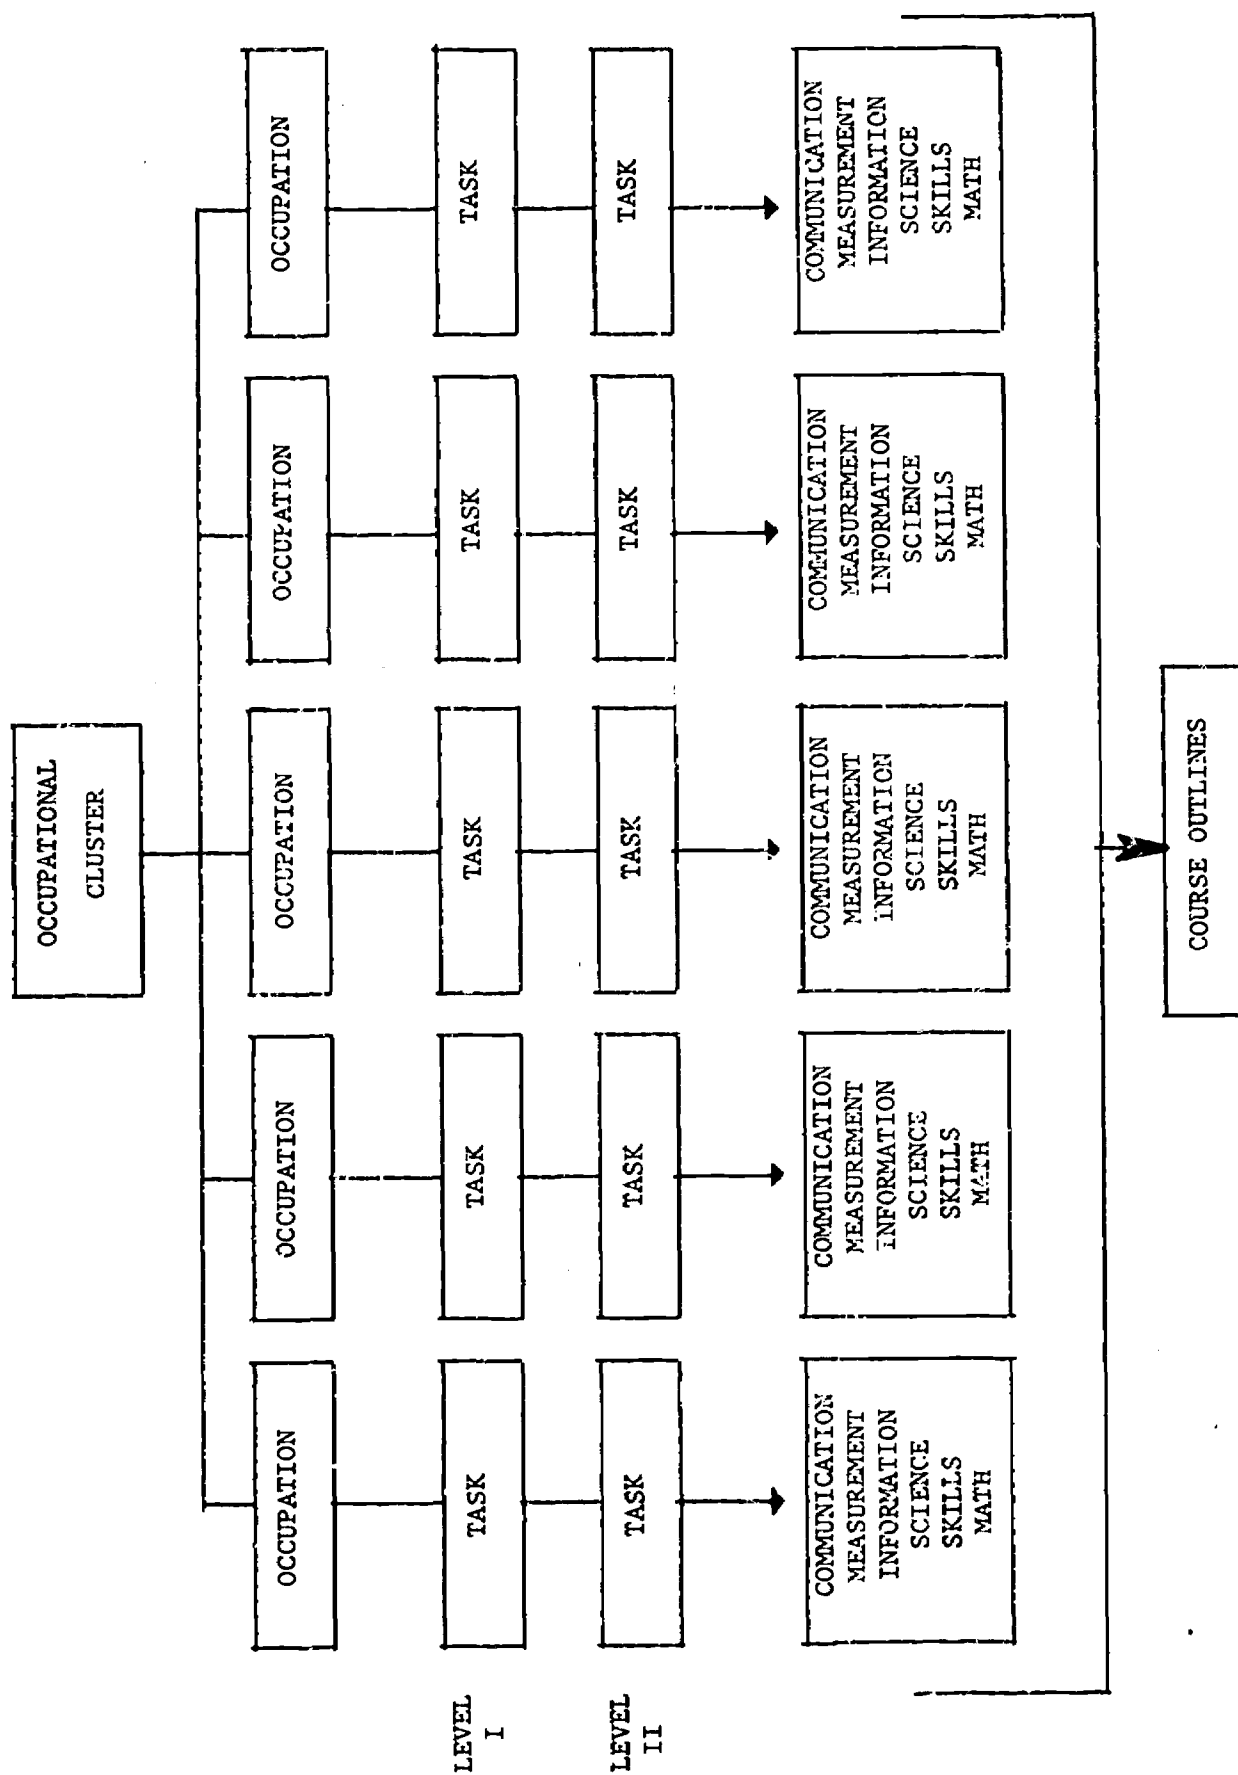 OCCUPATIONAL
CLUSTER
OCCUPATION
OCCUPATION
OCCUPATION
OCCUPATION
OCCUPATION
LEVEL
I
TASK
TASK
TASK
TASK
TASK
LEVEL
II
TASK
TASK
TASK
TASK
TASK
COMMUNICATION
MEASUREMENT
INFORMATION
SCIENCE
SKILLS
MATH
COMMUNICATION
MEASUREMENT
INFORMATION
SCIENCE
SKILLS
MATH
COMMUNICATION
MEASUREMENT
INFORMATION
SCIENCE
SKILLS
MATH
COMMUNICATION
MEASUREMENT
INFORMATION
SCIENCE
SKILLS
MATH
COMMUNICATION
MEASUREMENT
INFORMATION
SCIENCE
SKILLS
MATH
COURSE OUTLINES